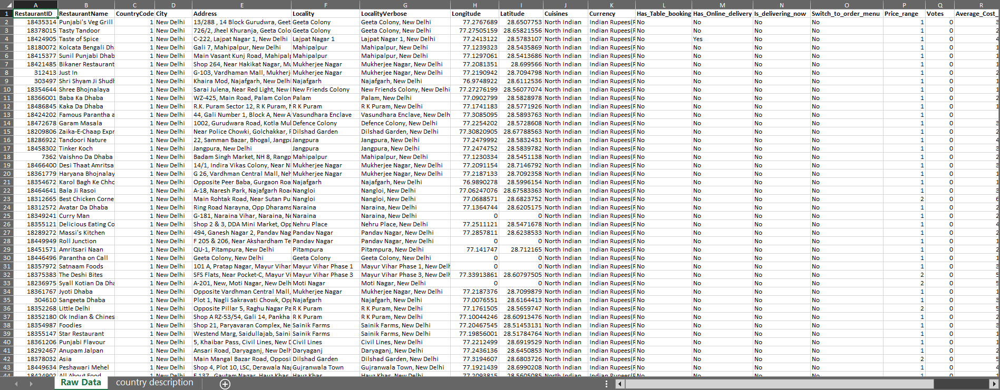 A B C D E F G H I J K L M N O P Q R
1 RestaurantID RestaurantName CountryCode City Address Locality LocalityVerbose Longitude Latitude Cuisines Currency Has_Table_booking Has_Online_delivery Is_delivering_now Switch_to_order_menu Price_range Votes Average_Cost_
2 18435314 Punjabi's Veg Grill 1 New Delhi 13/288 , 14 Block Gurudwra, Geet Geeta Colony Geeta Colony, New Delhi 77.2767689 28.6507753 North Indian Indian Rupees(R No No No No 1 0 3
3 18378015 Tasty Tandoor 1 New Delhi 726/2, Jheel Khuranja, Geeta Colo Geeta Colony Geeta Colony, New Delhi 77.27505159 28.65821556 North Indian Indian Rupees(R No No No No 1 0 2
4 18424905 Taste of Spice 1 New Delhi C-222, Lajpat Nagar 1, New Delhi Lajpat Nagar 1 Lajpat Nagar 1, New Delhi 77.2413122 28.5783107 North Indian Indian Rupees(R No Yes No No 1 0 4
5 18180072 Kolcata Bengali Dh 1 New Delhi Gali 7, Mahipalpur, New Delhi Mahipalpur Mahipalpur, New Delhi 77.1239323 28.5435869 North Indian Indian Rupees(R No No No No 1 0 1
6 18415377 Sunil Punjabi Dhab 1 New Delhi Main Vasant Kunj Road, Mahipalp Mahipalpur Mahipalpur, New Delhi 77.1297061 28.5413686 North Indian Indian Rupees(R No No No No 1 0 1
7 18421485 Bikaner Restaurant 1 New Delhi Shop 264, Near Hakikat Nagar, Mu Mukherjee Nagar Mukherjee Nagar, New Delhi 77.2081351 28.699566 North Indian Indian Rupees(R No No No No 1 0 1
8 312413 Just In 1 New Delhi G-103, Vardhaman Mall, Mukherj Mukherjee Nagar Mukherjee Nagar, New Delhi 77.2190942 28.7094798 North Indian Indian Rupees(R No No No No 1 0 2
9 303497 Shri Shyam Ji Shudh 1 New Delhi Khaira Mod, Najafgarh, New Delhi Najafgarh Najafgarh, New Delhi 76.9748922 28.6112536 North Indian Indian Rupees(R No No No No 1 0 1
10 18354644 Shree Bhojnalaya 1 New Delhi Sarai Julena, Near Red Light, New New Friends Colony New Friends Colony, New Delhi 77.27276199 28.56077074 North Indian Indian Rupees(R No No No No 1 0 1
11 18366001 Baba Ka Dhaba 1 New Delhi WZ-425, Main Road, Palam Colon Palam Palam, New Delhi 77.0902799 28.5828978 North Indian Indian Rupees(R No No No No 1 0 2
12 18486845 Kaka Da Dhaba 1 New Delhi R.K. Puram Sector 12, R K Puram, R K Puram R K Puram, New Delhi 77.1741183 28.5771926 North Indian Indian Rupees(R No No No No 1 0 1
13 18424202 Famous Parantha a 1 New Delhi 44, Gali Number 1, Block A, New A Vasundhara Enclave Vasundhara Enclave, New Delh 77.3085095 28.5893763 North Indian Indian Rupees(R No No No No 1 0
14 18472678 Garam Masala 1 New Delhi 1002, Gurudwara Road, Kotla Mu Defence Colony Defence Colony, New Delhi 77.2254202 28.5728608 North Indian Indian Rupees(R No No No No 1 0 3
15 18209806 Zaika-E-Chaap Expr 1 New Delhi Near Police Chowki, Golchakkar, Dilshad Garden Dilshad Garden, New Delhi 77.30820905 28.67788563 North Indian Indian Rupees(R No No No No 1 0 2
16 18286922 Tandoori Nature 1 New Delhi 22, Samman Bazar, Bhogal, Jangpu Jangpura Jangpura, New Delhi 77.2479992 28.5832431 North Indian Indian Rupees(R No No No No 1 0 4
17 18458302 Tinker Koch 1 New Delhi Jangpura, New Delhi Jangpura Jangpura, New Delhi 77.2474752 28.5839782 North Indian Indian Rupees(R No No No No 1 0 3
18 7362 Vaishno Da Dhaba 1 New Delhi Badam Singh Market, NH 8, Rangp Mahipalpur Mahipalpur, New Delhi 77.1230334 28.5451138 North Indian Indian Rupees(R No No No No 1 0 2
19 18466400 Desi Thaat Amritsa 1 New Delhi 14/1, Indira Vikas Colony, Near Ni Mukherjee Nagar Mukherjee Nagar, New Delhi 77.2091154 28.7146792 North Indian Indian Rupees(R No No No No 1 0 3
20 18361779 Haryana Bhojnalay 1 New Delhi G 26, Vardhman Central Mall, Neh Mukherjee Nagar Mukherjee Nagar, New Delhi 77.2187133 28.7092358 North Indian Indian Rupees(R No No No No 1 0 1
21 18354672 Karol Bagh Ke Chho 1 New Delhi Opposite Peer Baba, Gurgaon Roa Najafgarh Najafgarh, New Delhi 76.9890278 28.5996154 North Indian Indian Rupees(R No No No No 1 0 1
22 18464641 Bala Ji Rasoi 1 New Delhi A-18, Naresh Park, Najafgarh Road Nangloi Nangloi, New Delhi 77.06247076 28.67583363 North Indian Indian Rupees(R No No No No 1 0 3
23 18312665 Best Chicken Corne 1 New Delhi Main Rohtak Road, Near Sutan Pu Nangloi Nangloi, New Delhi 77.0688571 28.6823752 North Indian Indian Rupees(R No No No No 2 0 6
24 18312572 Avatar Da Dhaba 1 New Delhi Ring Road Narayna, Opp Dharams Naraina Naraina, New Delhi 77.1364744 28.6205175 North Indian Indian Rupees(R No No No No 1 0 2
25 18349241 Curry Man 1 New Delhi G-181, Naraina Vihar, Naraina, Ne Naraina Naraina, New Delhi 0 0 North Indian Indian Rupees(R No No No No 1 0 2
26 18355121 Delicious Eating Co 1 New Delhi Shop 2 & 3, DDA Mini Market, Opp Nehru Place Nehru Place, New Delhi 77.2511121 28.5471678 North Indian Indian Rupees(R No No No No 1 0 4
27 18289272 Massi's Kitchen 1 New Delhi 494, Ganesh Nagar 2, Pandav Nag Pandav Nagar Pandav Nagar, New Delhi 77.2857811 28.6238533 North Indian Indian Rupees(R No No No No 1 0 2
28 18449949 Roll Junction 1 New Delhi F 205 & 206, Near Akshardham Te Pandav Nagar Pandav Nagar, New Delhi 0 0 North Indian Indian Rupees(R No No No No 1 0 1
29 18451571 Amritsari Naan 1 New Delhi QU-1, Pitampura, New Delhi Pitampura Pitampura, New Delhi 77.141747 28.712165 North Indian Indian Rupees(R No No No No 1 0 2
30 18446496 Parantha on Call 1 New Delhi Geeta Colony, New Delhi Geeta Colony Geeta Colony, New Delhi 0 0 North Indian Indian Rupees(R No No No No 1 0 1
31 18357972 Satnaam Foods 1 New Delhi 101 A, Pratap Nagar, Mayur Vihar Mayur Vihar Phase 1 Mayur Vihar Phase 1, New Delh 0 0 North Indian Indian Rupees(R No No No No 1 0 3
32 18375383 The Deshi Bites 1 New Delhi SFS Flats, Near Pocket-C, Mayur Vi Mayur Vihar Phase 3 Mayur Vihar Phase 3, New Delh 77.33913861 28.60797505 North Indian Indian Rupees(R No No No No 2 0 5
33 18236975 Syall Kotian Da Dha 1 New Delhi A-201, New, Moti Nagar, New Delh Moti Nagar Moti Nagar, New Delhi 0 0 North Indian Indian Rupees(R No No No No 2 0 5
34 18361767 Jyoti Dhaba 1 New Delhi Opposite Vardhman Central Mall, Mukherjee Nagar Mukherjee Nagar, New Delhi 77.2187376 28.7099879 North Indian Indian Rupees(R No No No No 1 0 1
35 304610 Sangeeta Dhaba 1 New Delhi Plot 1, Nagli Sakravati Chowk, Opp Najafgarh Najafgarh, New Delhi 77.0076551 28.6164413 North Indian Indian Rupees(R No No No No 1 0 3
36 18352268 Little Delhi 1 New Delhi Opposite Pillar 5, Raghu Nagar Pa R K Puram R K Puram, New Delhi 77.1761505 28.5659747 North Indian Indian Rupees(R No No No No 2 0 5
37 18352180 Ok Indian & Chines 1 New Delhi Shop A RZ-53/54, Gali 14, Pankha R K Puram R K Puram, New Delhi 77.10044246 28.60913476 North Indian Indian Rupees(R No No No No 1 0 2
38 18354987 Foodies 1 New Delhi Shop 21, Paryavaran Complex, Ne Sainik Farms Sainik Farms, New Delhi 77.20467545 28.51453131 North Indian Indian Rupees(R No No No No 1 0 3
39 18355147 Star Restaurant 1 New Delhi Westend Marg, Saidullajab, Saini Sainik Farms Sainik Farms, New Delhi 77.19856001 28.51784764 North Indian Indian Rupees(R No No No No 1 0 1
40 18361206 Punjabi Flavour 1 New Delhi 5, Khaibar Pass, Civil Lines, New D Civil Lines Civil Lines, New Delhi 77.2212499 28.6919529 North Indian Indian Rupees(R No No No No 1 0 1
41 18292467 Anupam Jalpan 1 New Delhi Ansari Road, Daryaganj, New Delh Daryaganj Daryaganj, New Delhi 77.2436136 28.6450853 North Indian Indian Rupees(R No No No No 1 0 2
42 18378032 Asia 1 New Delhi Main Mangal Bazar Road, Opposi Dilshad Garden Dilshad Garden, New Delhi 77.3194607 28.6803726 North Indian Indian Rupees(R No No No No 2 0 5
43 18449634 Peshawari Mehel 1 New Delhi Shop 4, Plot 10, LSC, Derawala Na Gujranwala Town Gujranwala Town, New Delhi 77.1921439 28.6990208 North Indian Indian Rupees(R No No No No 1 0 4
44 18424902 All About Food 1 New Delhi F 137, Gautam Nagar, Hauz Khas Hauz Khas Hauz Khas, New Delhi 77.2093815 28.5605085 North Indian Indian Rupees(R No No No No 1 0 1
Raw Data country description